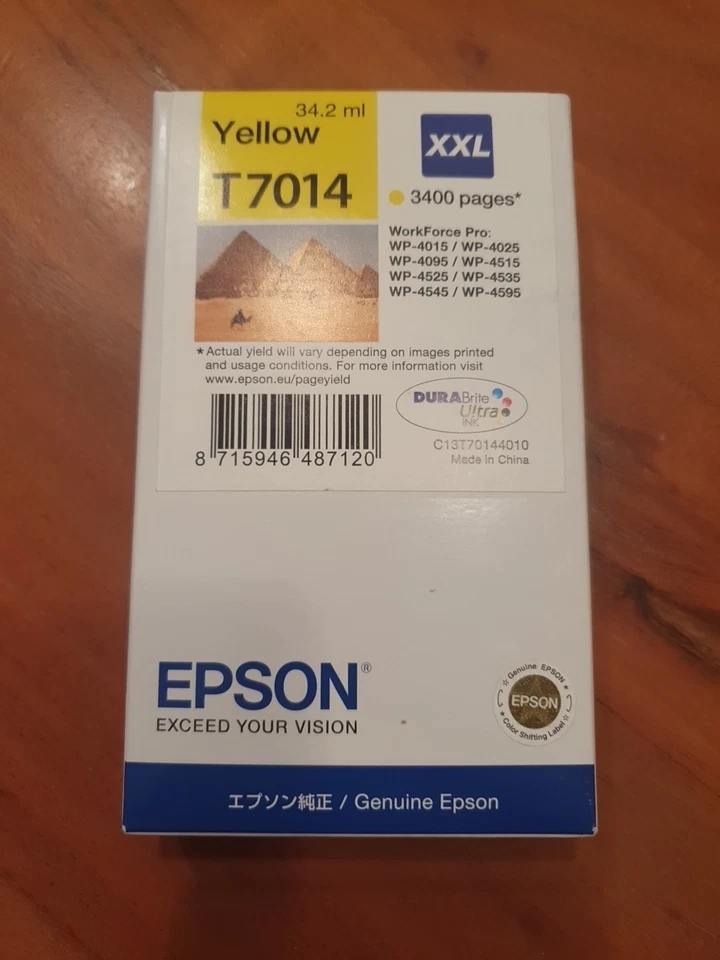 34.2 ml
Yellow
T7014
XXL
3400 pages*
WorkForce Pro:
WP-4015 / WP-4025
WP-4095 / WP-4515
WP-4525 / WP-4535
WP-4545 / WP-4595
*Actual yield will vary depending on images printed
and usage conditions. For more information visit
www.epson.eu/pageyield
DURABrite
Ultra
INK
8 715946 487120
C13T70144010
Made in China
EPSON®
EXCEED YOUR VISION
☆ Genuine EPSON ★
EPSON
★ Color Shifting Label ☆
エプソン純正 / Genuine Epson